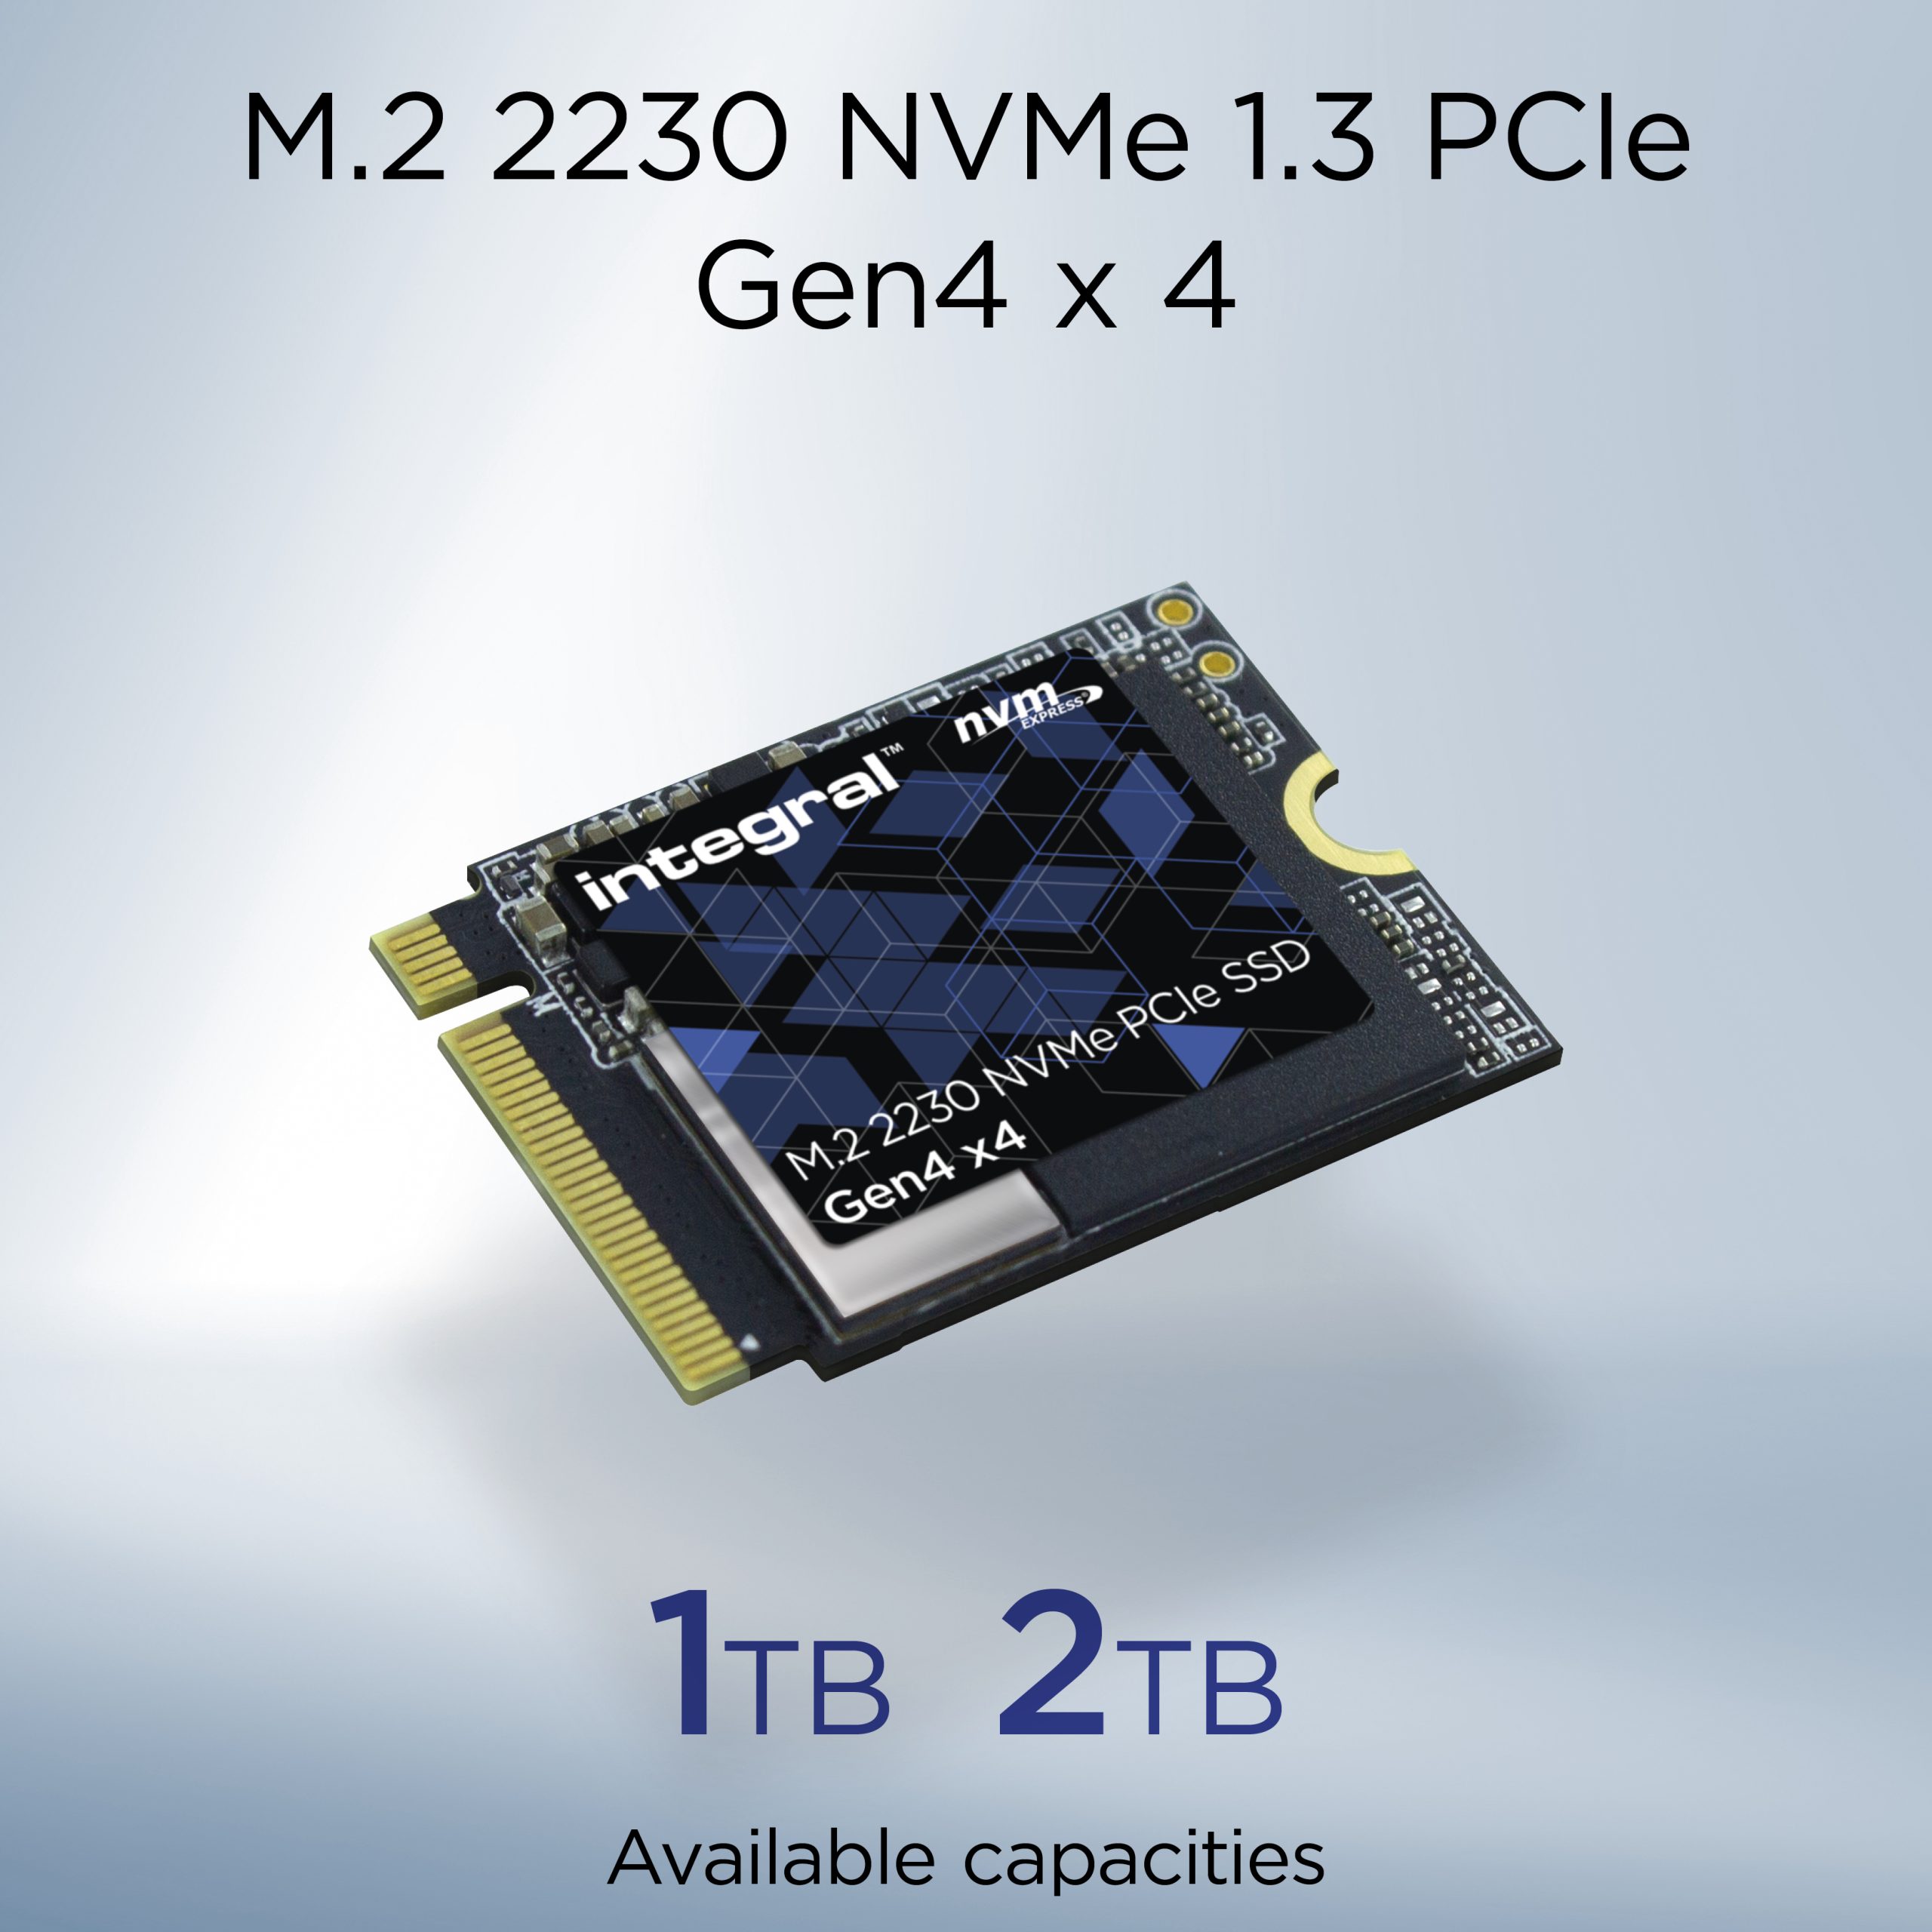 M.2 2230 NVMe 1.3 PCIe
Gen4 x 4
nvm
EXPRESS®
integral™
M
M.2 2230 NVMe PCIe SSD
Gen4 x4
1TB 2TB
Available capacities